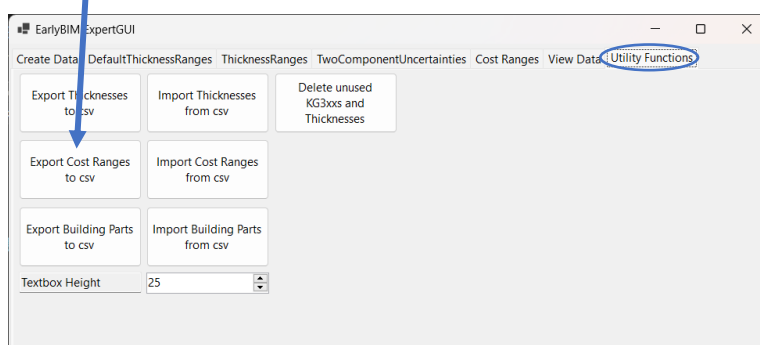 EarlyBIM ExpertGUI
Create Data DefaultThicknessRanges ThicknessRanges TwoComponentUncertainties Cost Ranges View Data Utility Functions
Export Thicknesses
to csv
Import Thicknesses
from csv
Delete unused
KG3xxs and
Thicknesses
Export Cost Ranges
to csv
Import Cost Ranges
from csv
Export Building Parts
to csv
Import Building Parts
from csv
Textbox Height 25